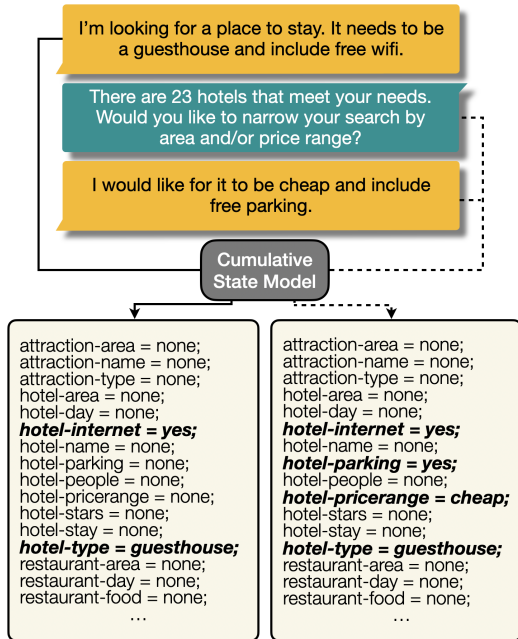 I’m looking for a place to stay. It needs to be
a guesthouse and include free wifi.
There are 23 hotels that meet your needs.
Would you like to narrow your search by
area and/or price range?
I would like for it to be cheap and include
free parking.
Cumulative
State Model
attraction-area = none;
attraction-name = none;
attraction-type = none;
hotel-area = none;
hotel-day = none;
hotel-internet = yes;
hotel-name = none;
hotel-parking = none;
hotel-people = none;
hotel-pricerange = none;
hotel-stars = none;
hotel-stay = none;
hotel-type = guesthouse;
restaurant-area = none;
restaurant-day = none;
restaurant-food = none;
...
attraction-area = none;
attraction-name = none;
attraction-type = none;
hotel-area = none;
hotel-day = none;
hotel-internet = yes;
hotel-name = none;
hotel-parking = yes;
hotel-people = none;
hotel-pricerange = cheap;
hotel-stars = none;
hotel-stay = none;
hotel-type = guesthouse;
restaurant-area = none;
restaurant-day = none;
restaurant-food = none;
...